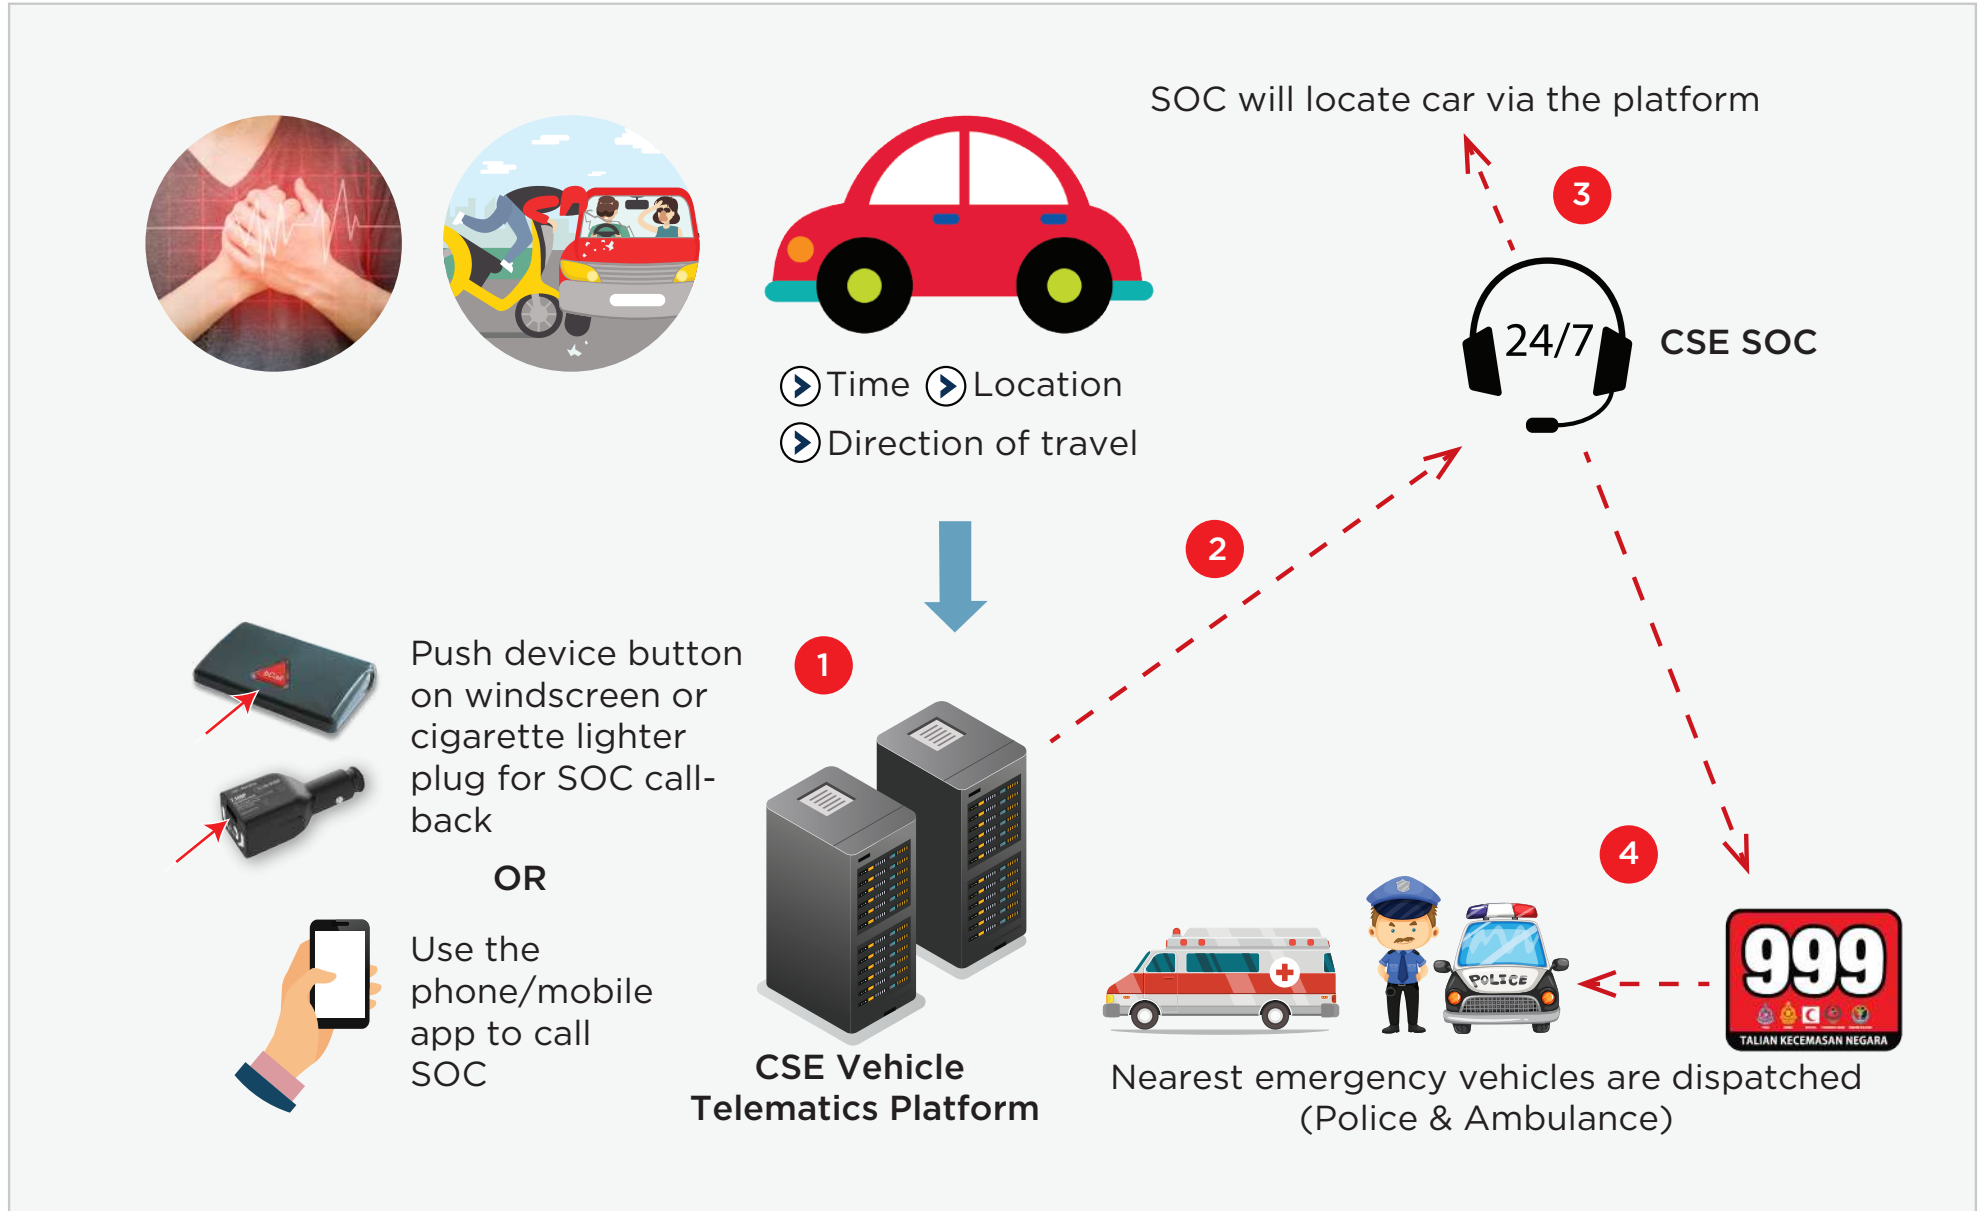 SOC will locate car via the platform
3
24/7
CSE SOC
Time
Location
Direction of travel
2
1
eCall
Push device button
on windscreen or
cigarette lighter
plug for SOC call-
back
OR
Use the
phone/mobile
app to call
SOC
CSE Vehicle
Telematics Platform
4
POLICE
999
TALIAN KECEMASAN NEGARA
Nearest emergency vehicles are dispatched
(Police & Ambulance)